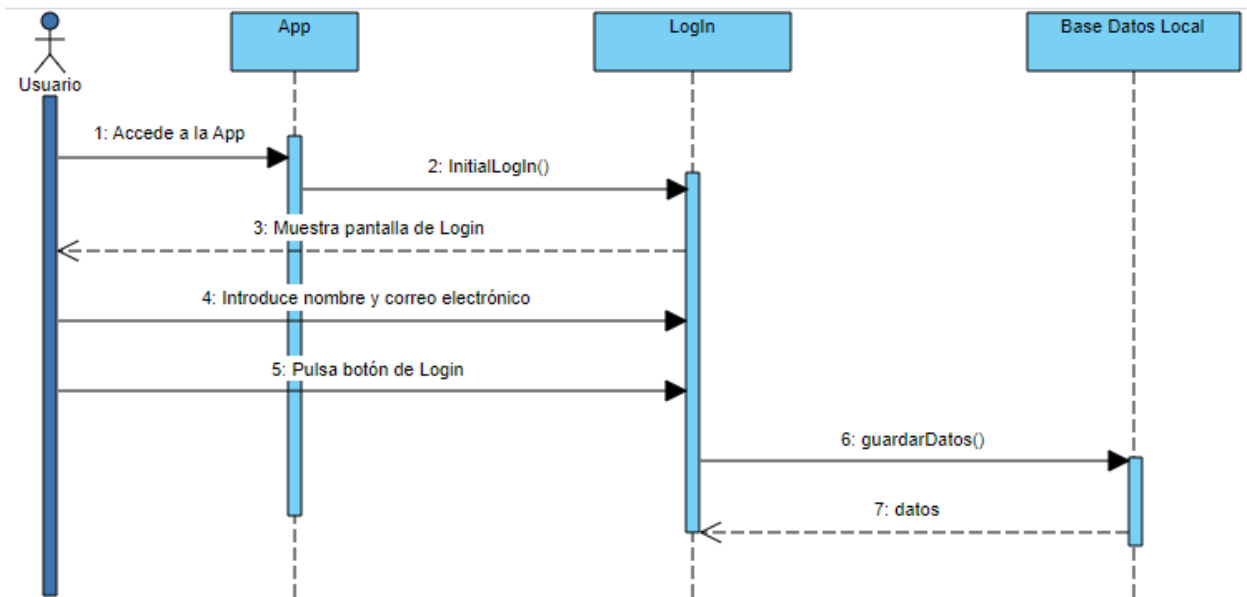 App
LogIn
Base Datos Local
Usuario
1: Accede a la App
2: InitialLogIn()
3: Muestra pantalla de Login
4: Introduce nombre y correo electrónico
5: Pulsa botón de Login
6: guardarDatos()
7: datos